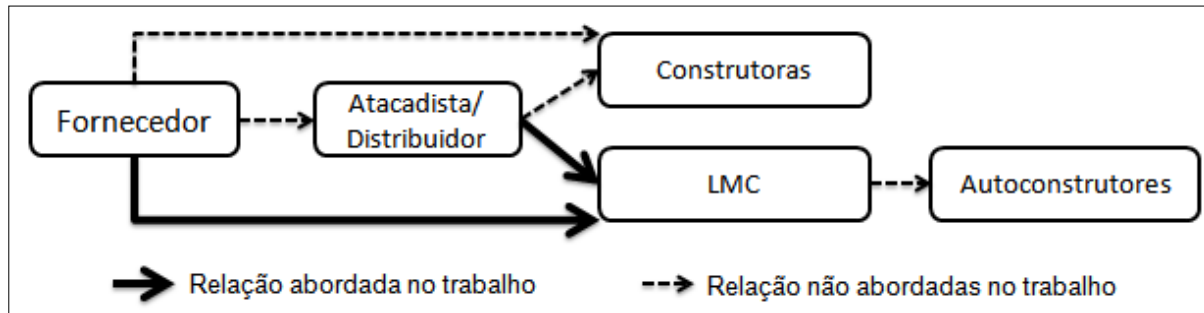 Construtoras
Fornecedor
Atacadista/
Distribuidor
LMC
Autoconstrutores
Relação abordada no trabalho
Relação não abordadas no trabalho